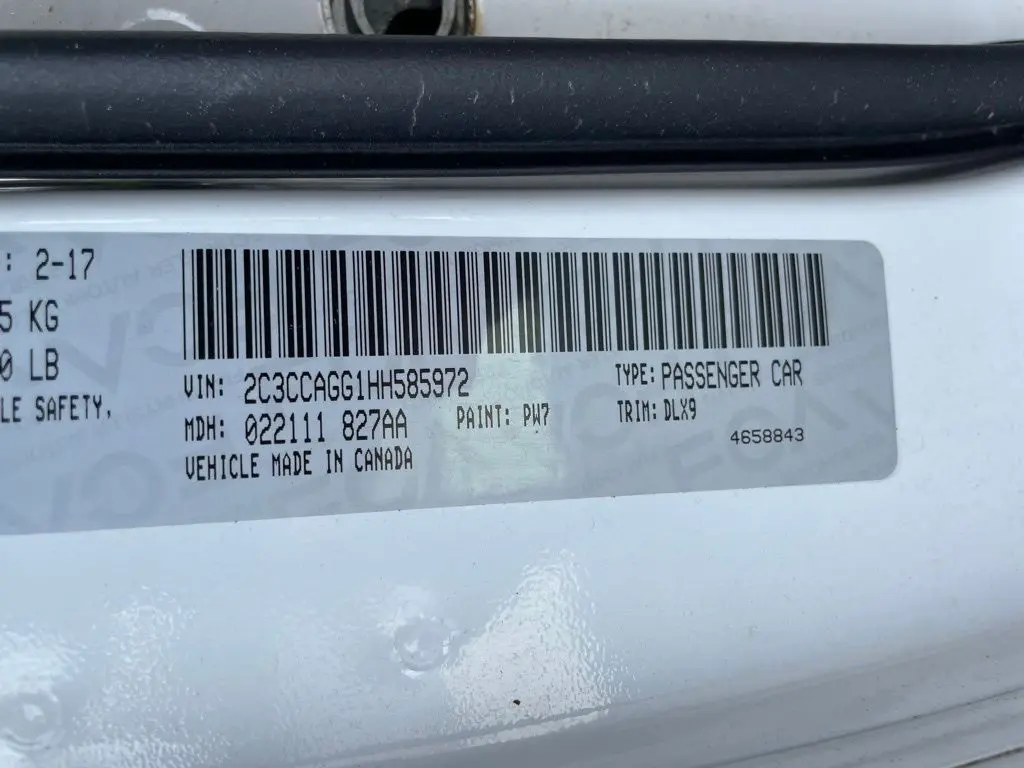 : 2-17
5 KG
0 LB
LE SAFETY,
VIN: 2C3CCAGG1HH585972
TYPE: PASSENGER CAR
MDH: 022111 827AA
PAINT: PW7
TRIM: DLX9
4658843
VEHICLE MADE IN CANADA